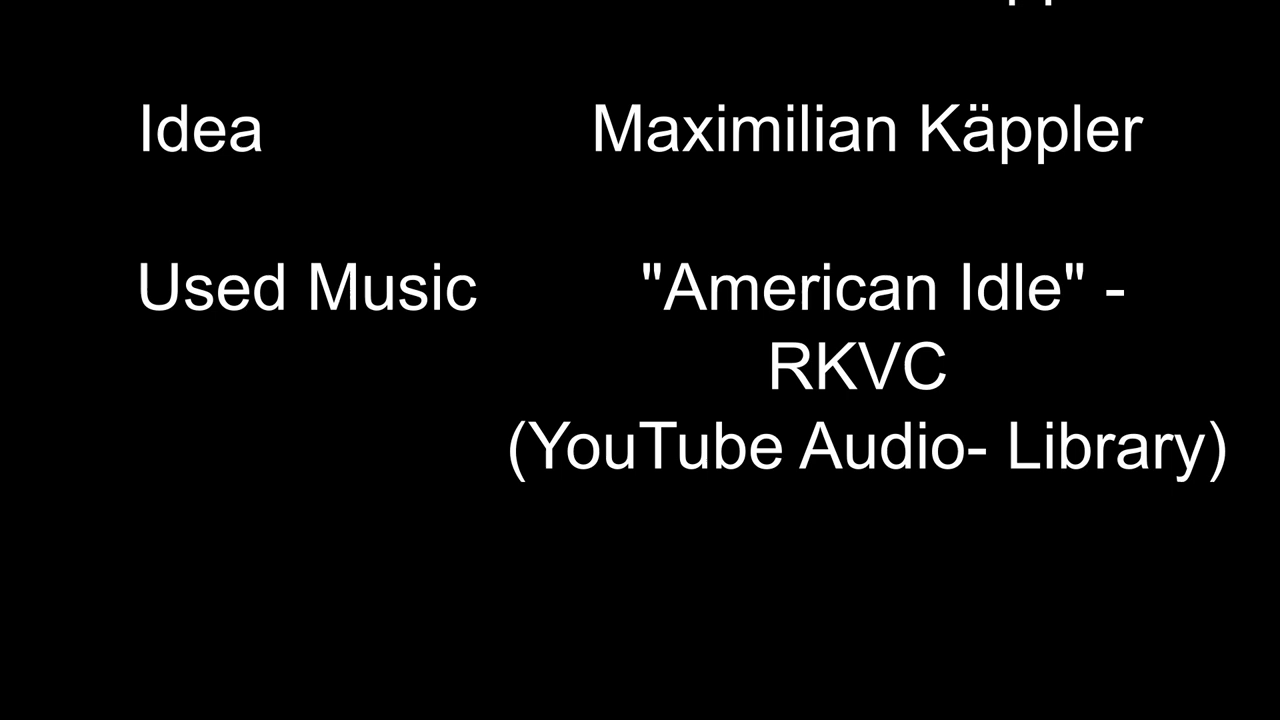 Idea Maximilian Käppler
Used Music "American Idle" -
RKVC
(YouTube Audio- Library)